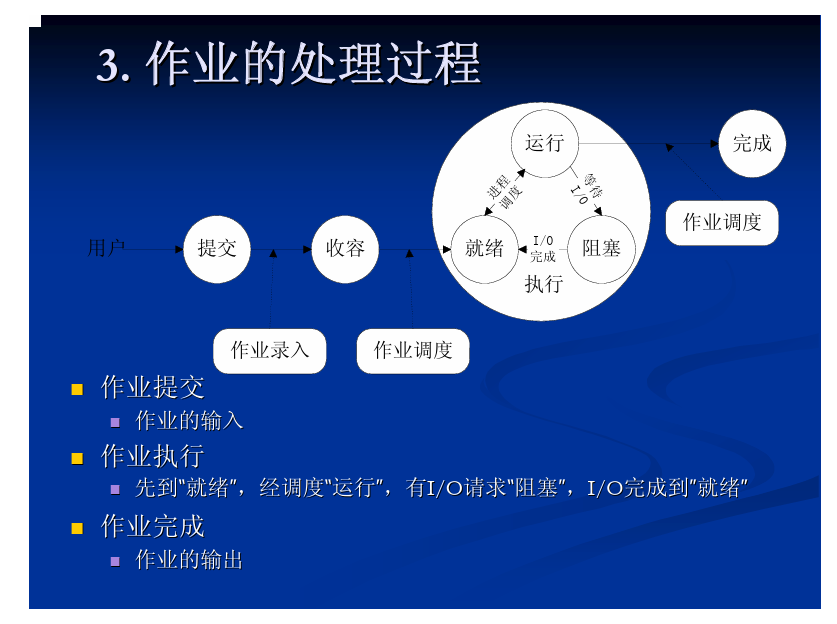 3. 作业的处理过程
运行
完成
进程
调度
等待
I/O
作业调度
用户
提交
收容
就绪
I/O
完成
阻塞
执行
作业录入
作业调度
作业提交
作业的输入
作业执行
先到“就绪”，经调度“运行”，有I/O请求“阻塞”，I/O完成到“就绪”
作业完成
作业的输出